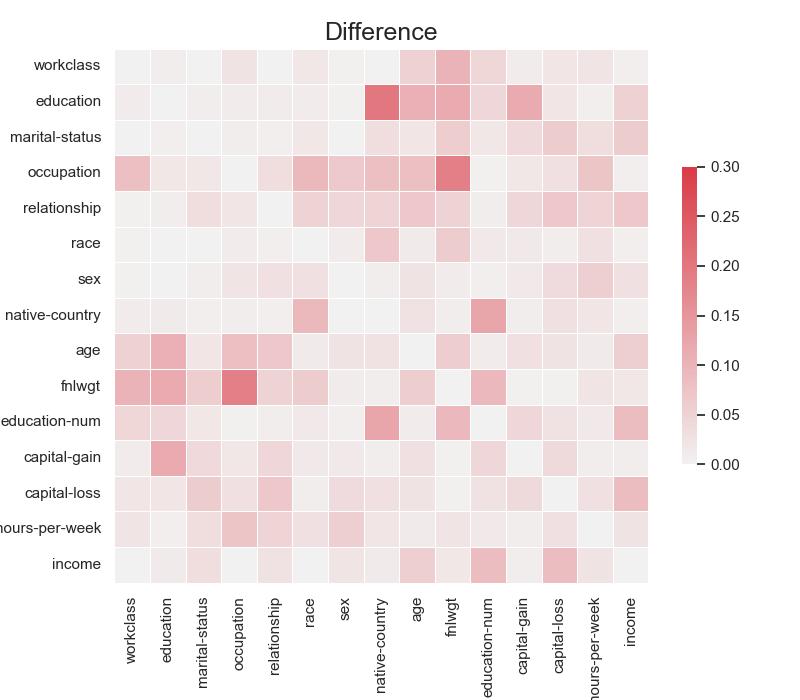 Difference
workclass
education
marital-status
occupation
relationship
race
sex
native-country
age
fnlwgt
education-num
capital-gain
capital-loss
hours-per-week
income
0.30
0.25
0.20
0.15
0.10
0.05
0.00
workclass
education
marital-status
occupation
relationship
race
sex
native-country
age
fnlwgt
education-num
capital-gain
capital-loss
hours-per-week
income